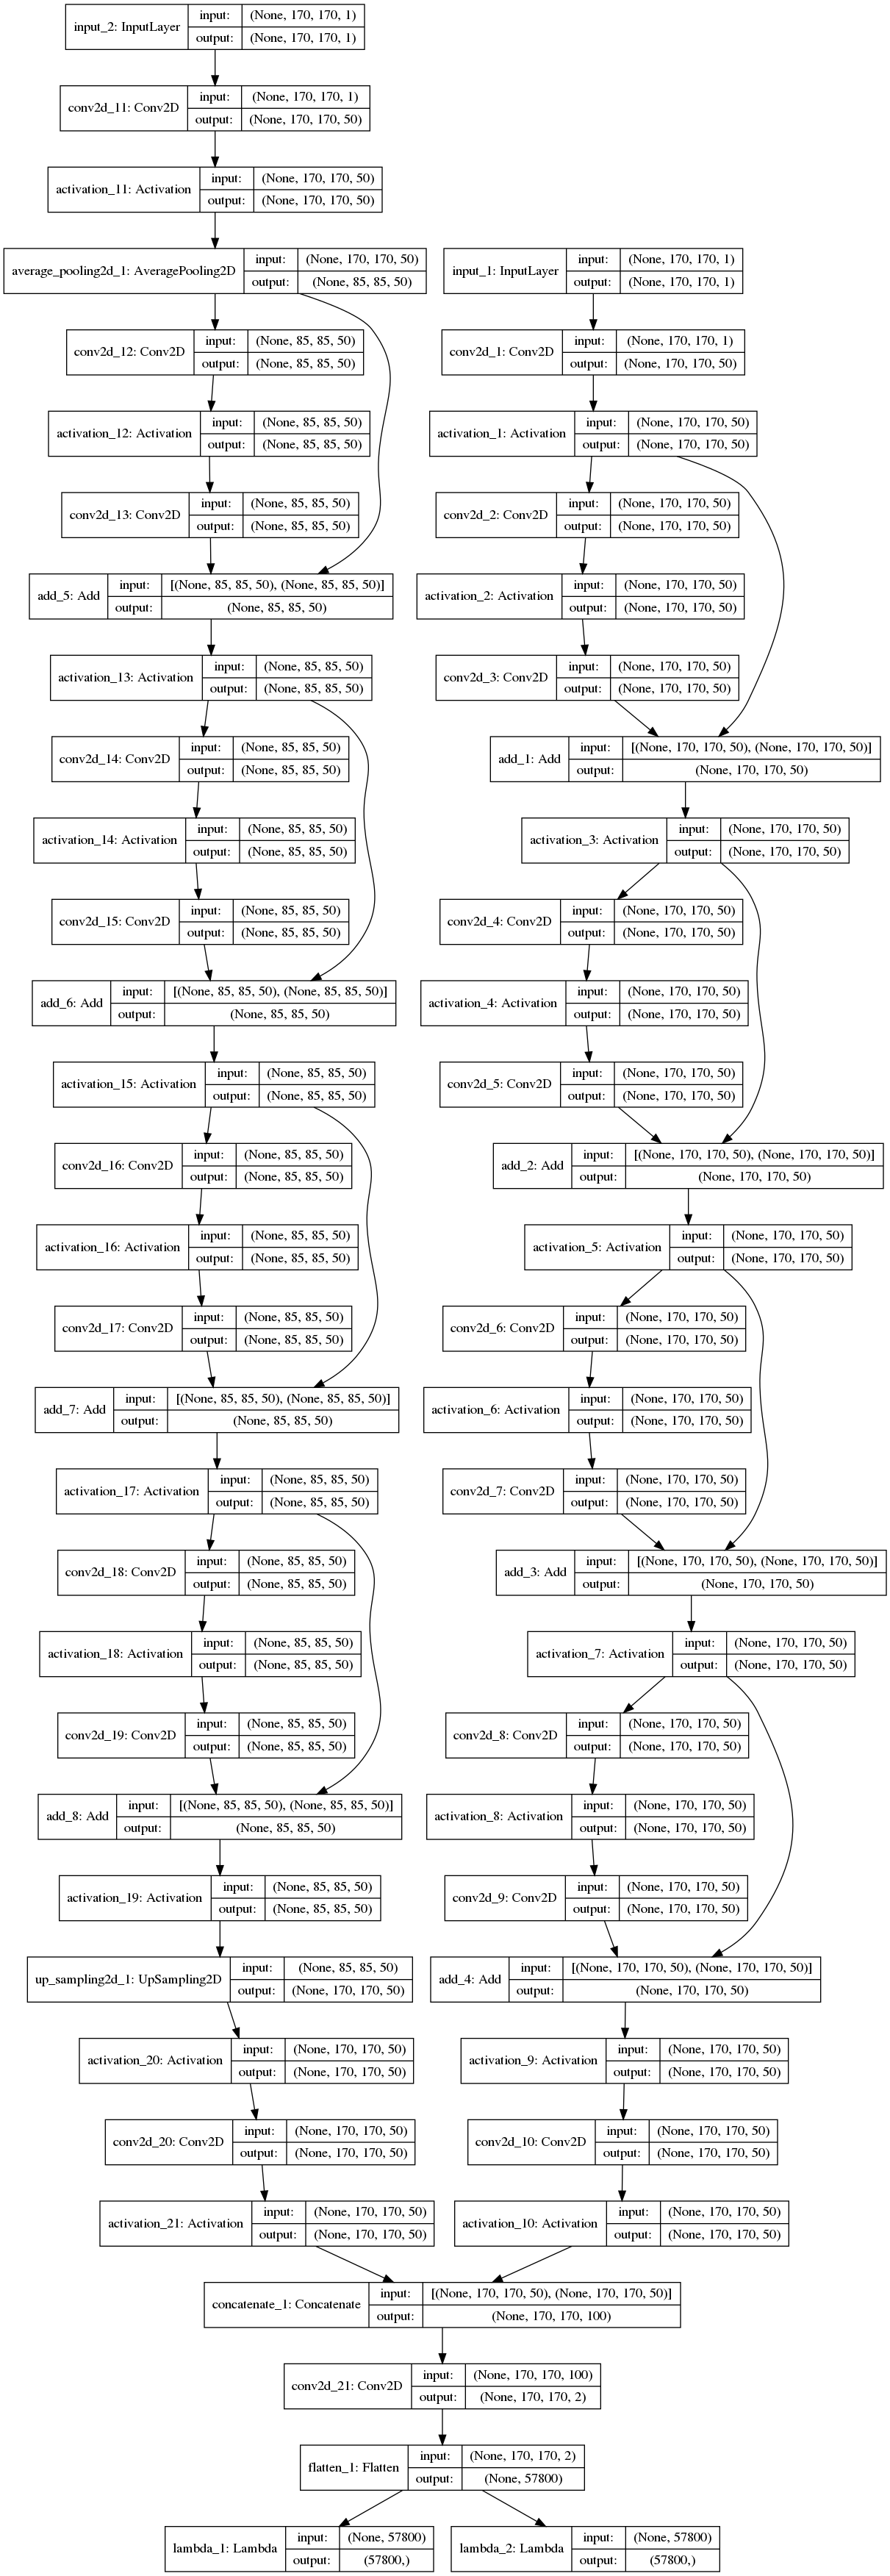 input_2: InputLayer
input: (None, 170, 170, 1)
output: (None, 170, 170, 1)
conv2d_11: Conv2D
input: (None, 170, 170, 1)
output: (None, 170, 170, 50)
activation_11: Activation
input: (None, 170, 170, 50)
output: (None, 170, 170, 50)
average_pooling2d_1: AveragePooling2D
input: (None, 170, 170, 50)
output: (None, 85, 85, 50)
conv2d_12: Conv2D
input: (None, 85, 85, 50)
output: (None, 85, 85, 50)
activation_12: Activation
input: (None, 85, 85, 50)
output: (None, 85, 85, 50)
conv2d_13: Conv2D
input: (None, 85, 85, 50)
output: (None, 85, 85, 50)
add_5: Add
input: [(None, 85, 85, 50), (None, 85, 85, 50)]
output: (None, 85, 85, 50)
activation_13: Activation
input: (None, 85, 85, 50)
output: (None, 85, 85, 50)
conv2d_14: Conv2D
input: (None, 85, 85, 50)
output: (None, 85, 85, 50)
activation_14: Activation
input: (None, 85, 85, 50)
output: (None, 85, 85, 50)
conv2d_15: Conv2D
input: (None, 85, 85, 50)
output: (None, 85, 85, 50)
add_6: Add
input: [(None, 85, 85, 50), (None, 85, 85, 50)]
output: (None, 85, 85, 50)
activation_15: Activation
input: (None, 85, 85, 50)
output: (None, 85, 85, 50)
conv2d_16: Conv2D
input: (None, 85, 85, 50)
output: (None, 85, 85, 50)
activation_16: Activation
input: (None, 85, 85, 50)
output: (None, 85, 85, 50)
conv2d_17: Conv2D
input: (None, 85, 85, 50)
output: (None, 85, 85, 50)
add_7: Add
input: [(None, 85, 85, 50), (None, 85, 85, 50)]
output: (None, 85, 85, 50)
activation_17: Activation
input: (None, 85, 85, 50)
output: (None, 85, 85, 50)
conv2d_18: Conv2D
input: (None, 85, 85, 50)
output: (None, 85, 85, 50)
activation_18: Activation
input: (None, 85, 85, 50)
output: (None, 85, 85, 50)
conv2d_19: Conv2D
input: (None, 85, 85, 50)
output: (None, 85, 85, 50)
add_8: Add
input: [(None, 85, 85, 50), (None, 85, 85, 50)]
output: (None, 85, 85, 50)
activation_19: Activation
input: (None, 85, 85, 50)
output: (None, 85, 85, 50)
up_sampling2d_1: UpSampling2D
input: (None, 85, 85, 50)
output: (None, 170, 170, 50)
activation_20: Activation
input: (None, 170, 170, 50)
output: (None, 170, 170, 50)
conv2d_20: Conv2D
input: (None, 170, 170, 50)
output: (None, 170, 170, 50)
activation_21: Activation
input: (None, 170, 170, 50)
output: (None, 170, 170, 50)
input_1: InputLayer
input: (None, 170, 170, 1)
output: (None, 170, 170, 1)
conv2d_1: Conv2D
input: (None, 170, 170, 1)
output: (None, 170, 170, 50)
activation_1: Activation
input: (None, 170, 170, 50)
output: (None, 170, 170, 50)
conv2d_2: Conv2D
input: (None, 170, 170, 50)
output: (None, 170, 170, 50)
activation_2: Activation
input: (None, 170, 170, 50)
output: (None, 170, 170, 50)
conv2d_3: Conv2D
input: (None, 170, 170, 50)
output: (None, 170, 170, 50)
add_1: Add
input: [(None, 170, 170, 50), (None, 170, 170, 50)]
output: (None, 170, 170, 50)
activation_3: Activation
input: (None, 170, 170, 50)
output: (None, 170, 170, 50)
conv2d_4: Conv2D
input: (None, 170, 170, 50)
output: (None, 170, 170, 50)
activation_4: Activation
input: (None, 170, 170, 50)
output: (None, 170, 170, 50)
conv2d_5: Conv2D
input: (None, 170, 170, 50)
output: (None, 170, 170, 50)
add_2: Add
input: [(None, 170, 170, 50), (None, 170, 170, 50)]
output: (None, 170, 170, 50)
activation_5: Activation
input: (None, 170, 170, 50)
output: (None, 170, 170, 50)
conv2d_6: Conv2D
input: (None, 170, 170, 50)
output: (None, 170, 170, 50)
activation_6: Activation
input: (None, 170, 170, 50)
output: (None, 170, 170, 50)
conv2d_7: Conv2D
input: (None, 170, 170, 50)
output: (None, 170, 170, 50)
add_3: Add
input: [(None, 170, 170, 50), (None, 170, 170, 50)]
output: (None, 170, 170, 50)
activation_7: Activation
input: (None, 170, 170, 50)
output: (None, 170, 170, 50)
conv2d_8: Conv2D
input: (None, 170, 170, 50)
output: (None, 170, 170, 50)
activation_8: Activation
input: (None, 170, 170, 50)
output: (None, 170, 170, 50)
conv2d_9: Conv2D
input: (None, 170, 170, 50)
output: (None, 170, 170, 50)
add_4: Add
input: [(None, 170, 170, 50), (None, 170, 170, 50)]
output: (None, 170, 170, 50)
activation_9: Activation
input: (None, 170, 170, 50)
output: (None, 170, 170, 50)
conv2d_10: Conv2D
input: (None, 170, 170, 50)
output: (None, 170, 170, 50)
activation_10: Activation
input: (None, 170, 170, 50)
output: (None, 170, 170, 50)
concatenate_1: Concatenate
input: [(None, 170, 170, 50), (None, 170, 170, 50)]
output: (None, 170, 170, 100)
conv2d_21: Conv2D
input: (None, 170, 170, 100)
output: (None, 170, 170, 2)
flatten_1: Flatten
input: (None, 170, 170, 2)
output: (None, 57800)
lambda_1: Lambda
input: (None, 57800)
output: (57800,)
lambda_2: Lambda
input: (None, 57800)
output: (57800,)